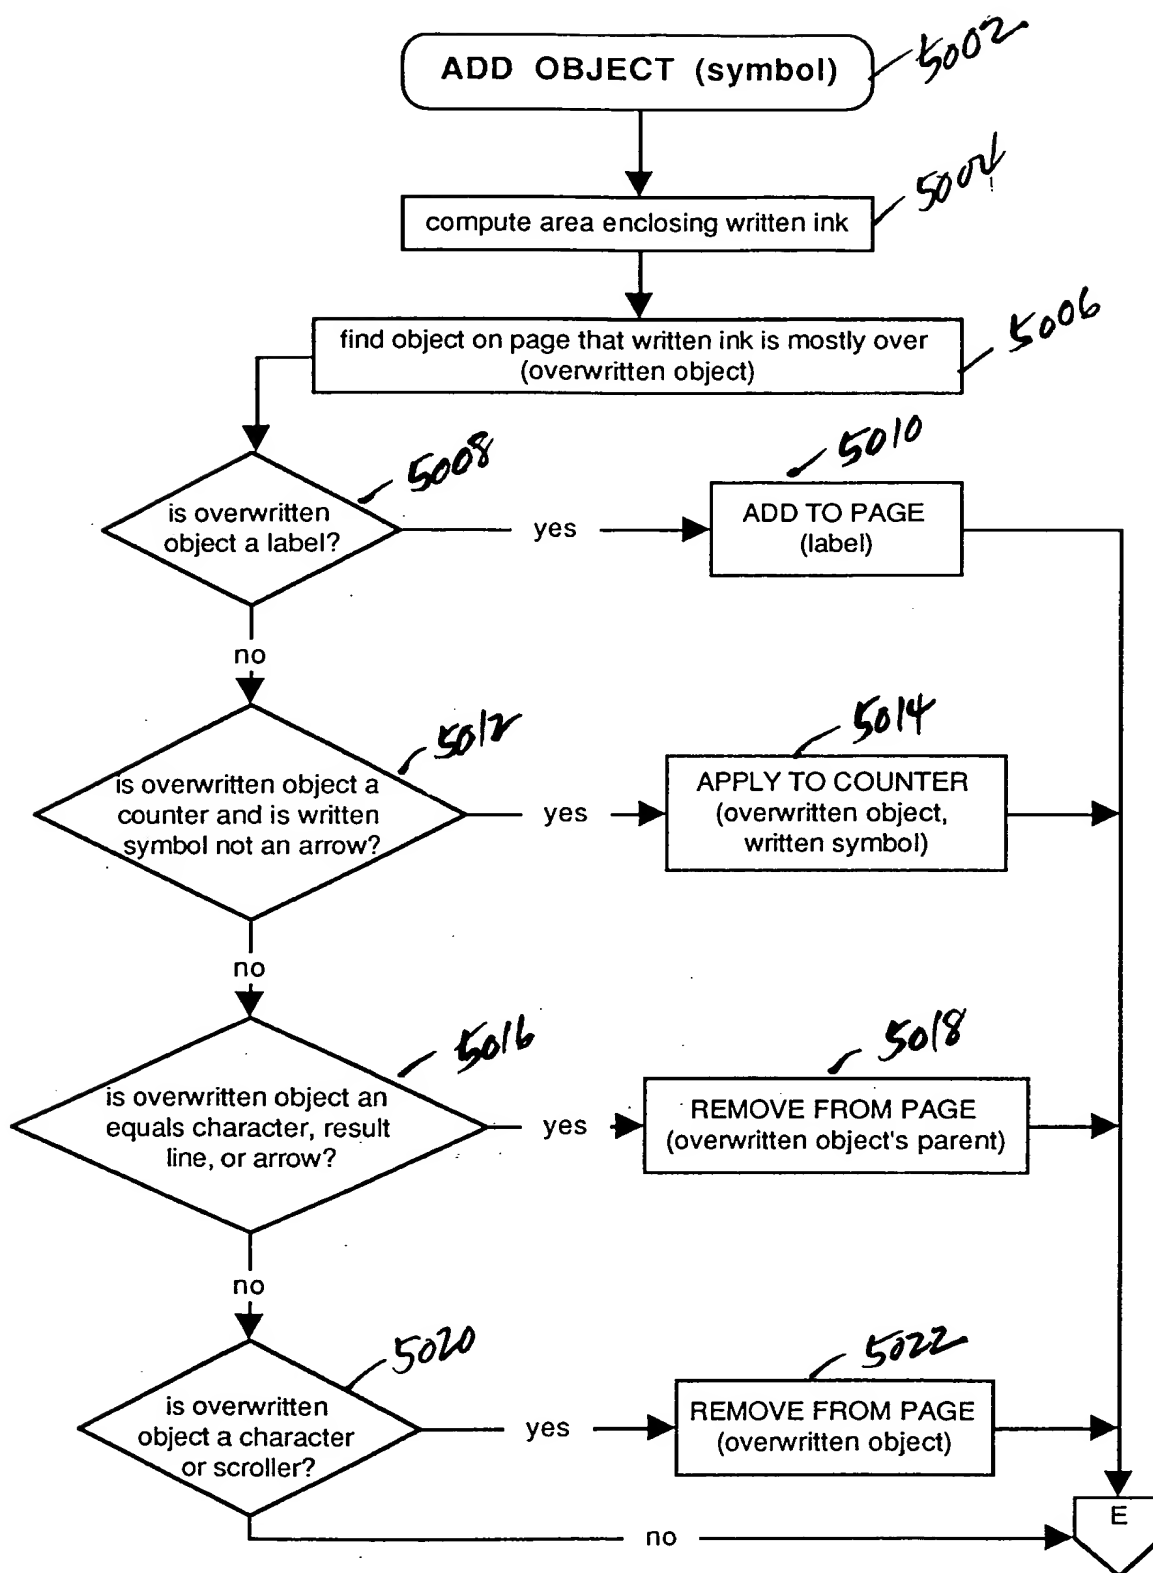 ADD OBJECT (symbol)
5002
compute area enclosing written ink
5004
find object on page that written ink is mostly over
(overwritten object)
5006
is overwritten
object a label?
5008
yes
ADD TO PAGE
(label)
5010
no
is overwritten object a
counter and is written
symbol not an arrow?
5012
yes
APPLY TO COUNTER
(overwritten object,
written symbol)
5014
no
is overwritten object an
equals character, result
line, or arrow?
5016
yes
REMOVE FROM PAGE
(overwritten object's parent)
5018
no
is overwritten
object a character
or scroller?
5020
yes
REMOVE FROM PAGE
(overwritten object)
5022
no
E